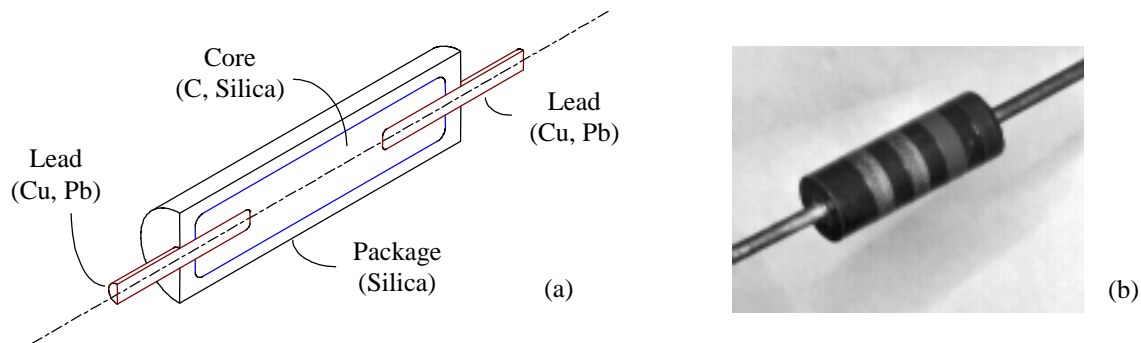 Core
(C, Silica)
Lead
(Cu, Pb)
Lead
(Cu, Pb)
Package
(Silica)
(a)
(b)